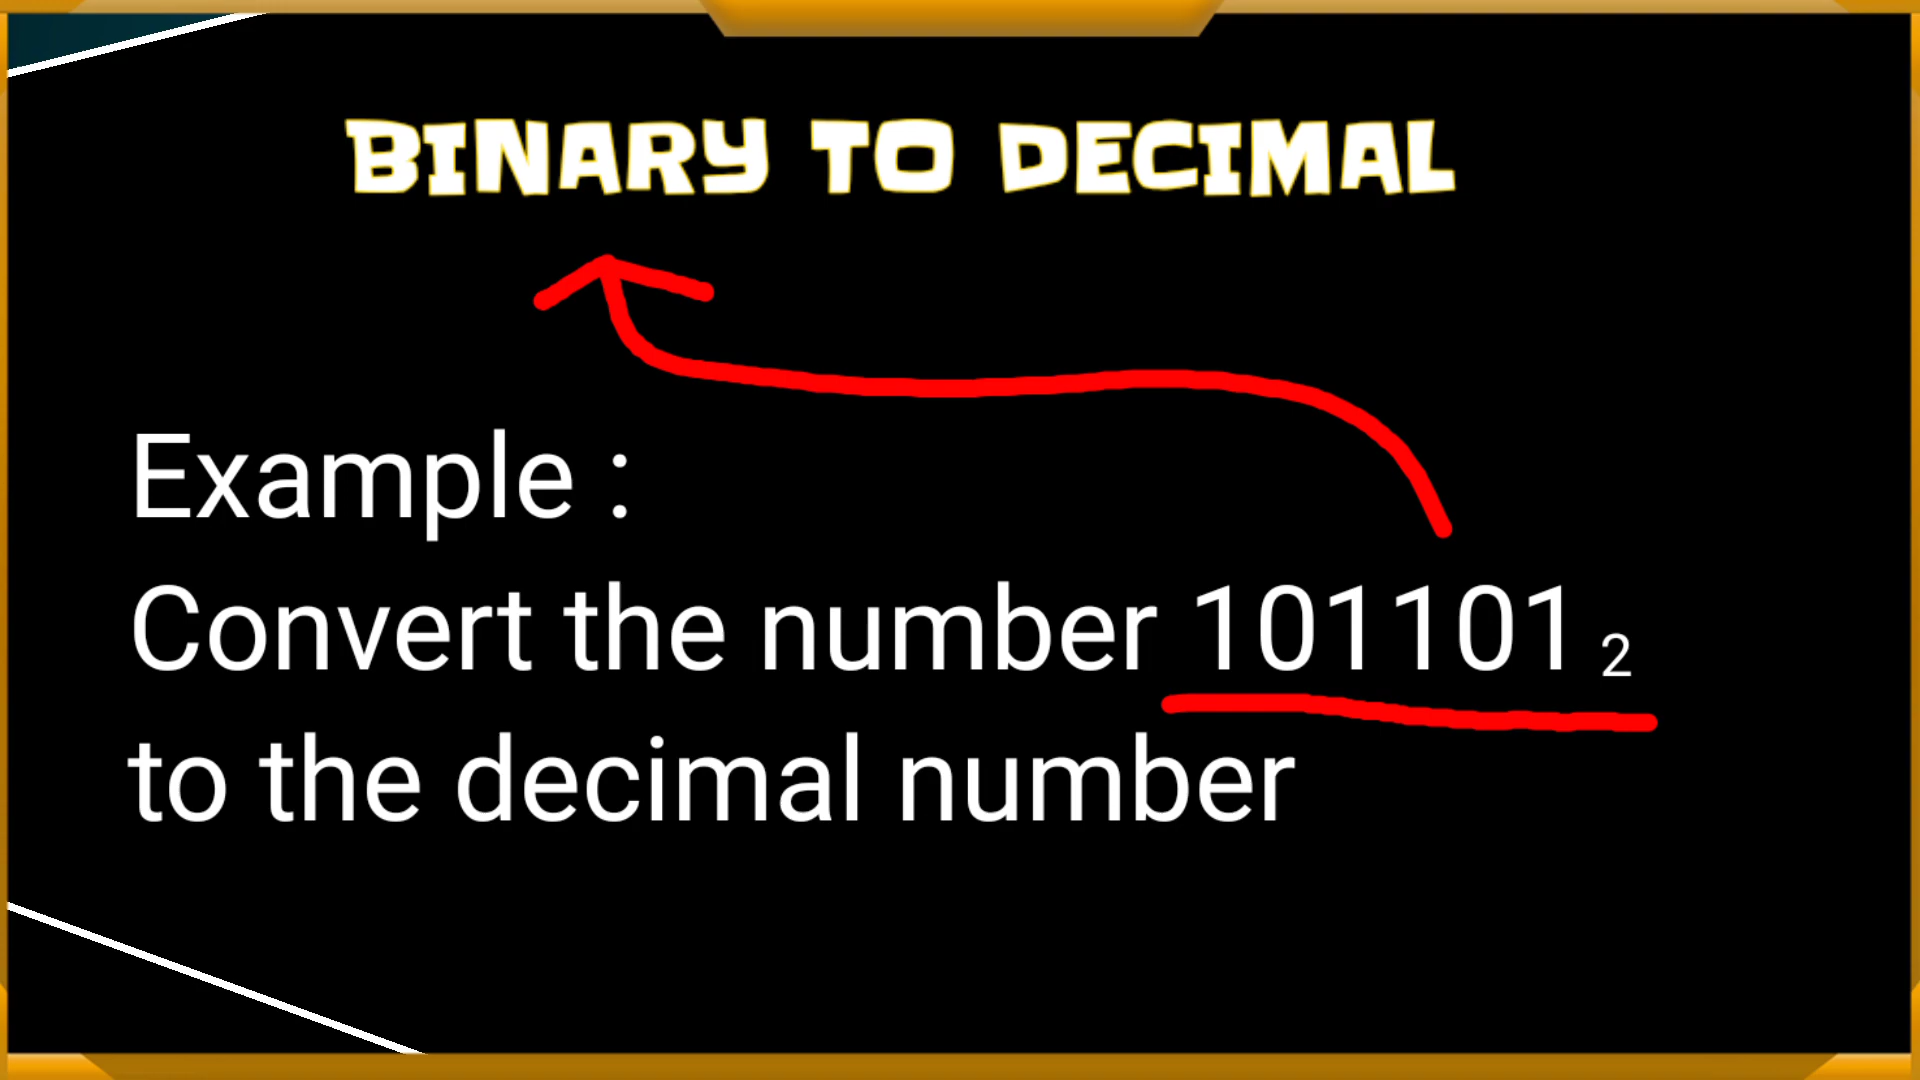 BINARY TO DECIMAL
Example :
Convert the number 101101 2
to the decimal number